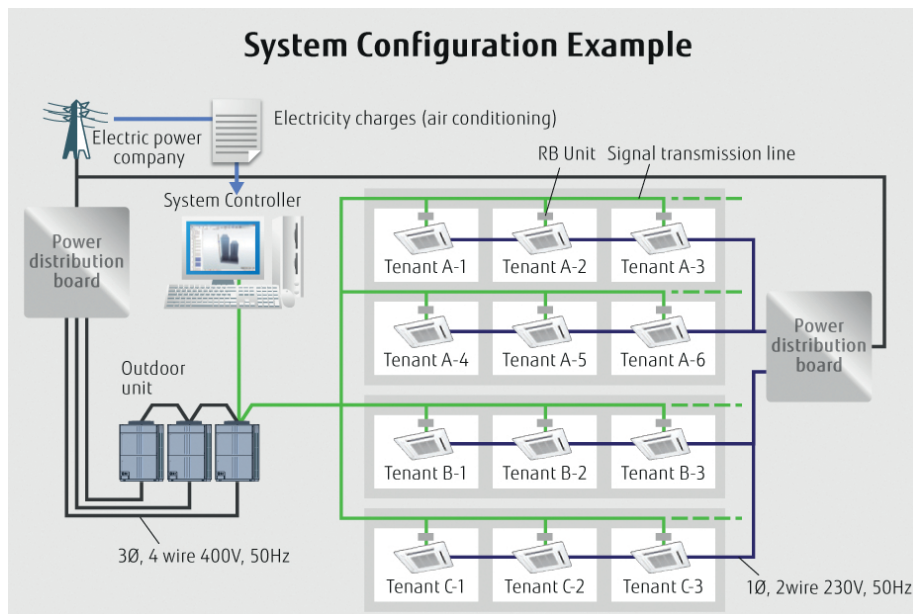 System Configuration Example
Electricity charges (air conditioning)
Electric power
company
RB Unit
Signal transmission line
System Controller
Power
distribution
board
Tenant A-1
Tenant A-2
Tenant A-3
Tenant A-4
Tenant A-5
Tenant A-6
Power
distribution
board
Outdoor
unit
Tenant B-1
Tenant B-2
Tenant B-3
3Ø, 4 wire 400V, 50Hz
Tenant C-1
Tenant C-2
Tenant C-3
1Ø, 2wire 230V, 50Hz